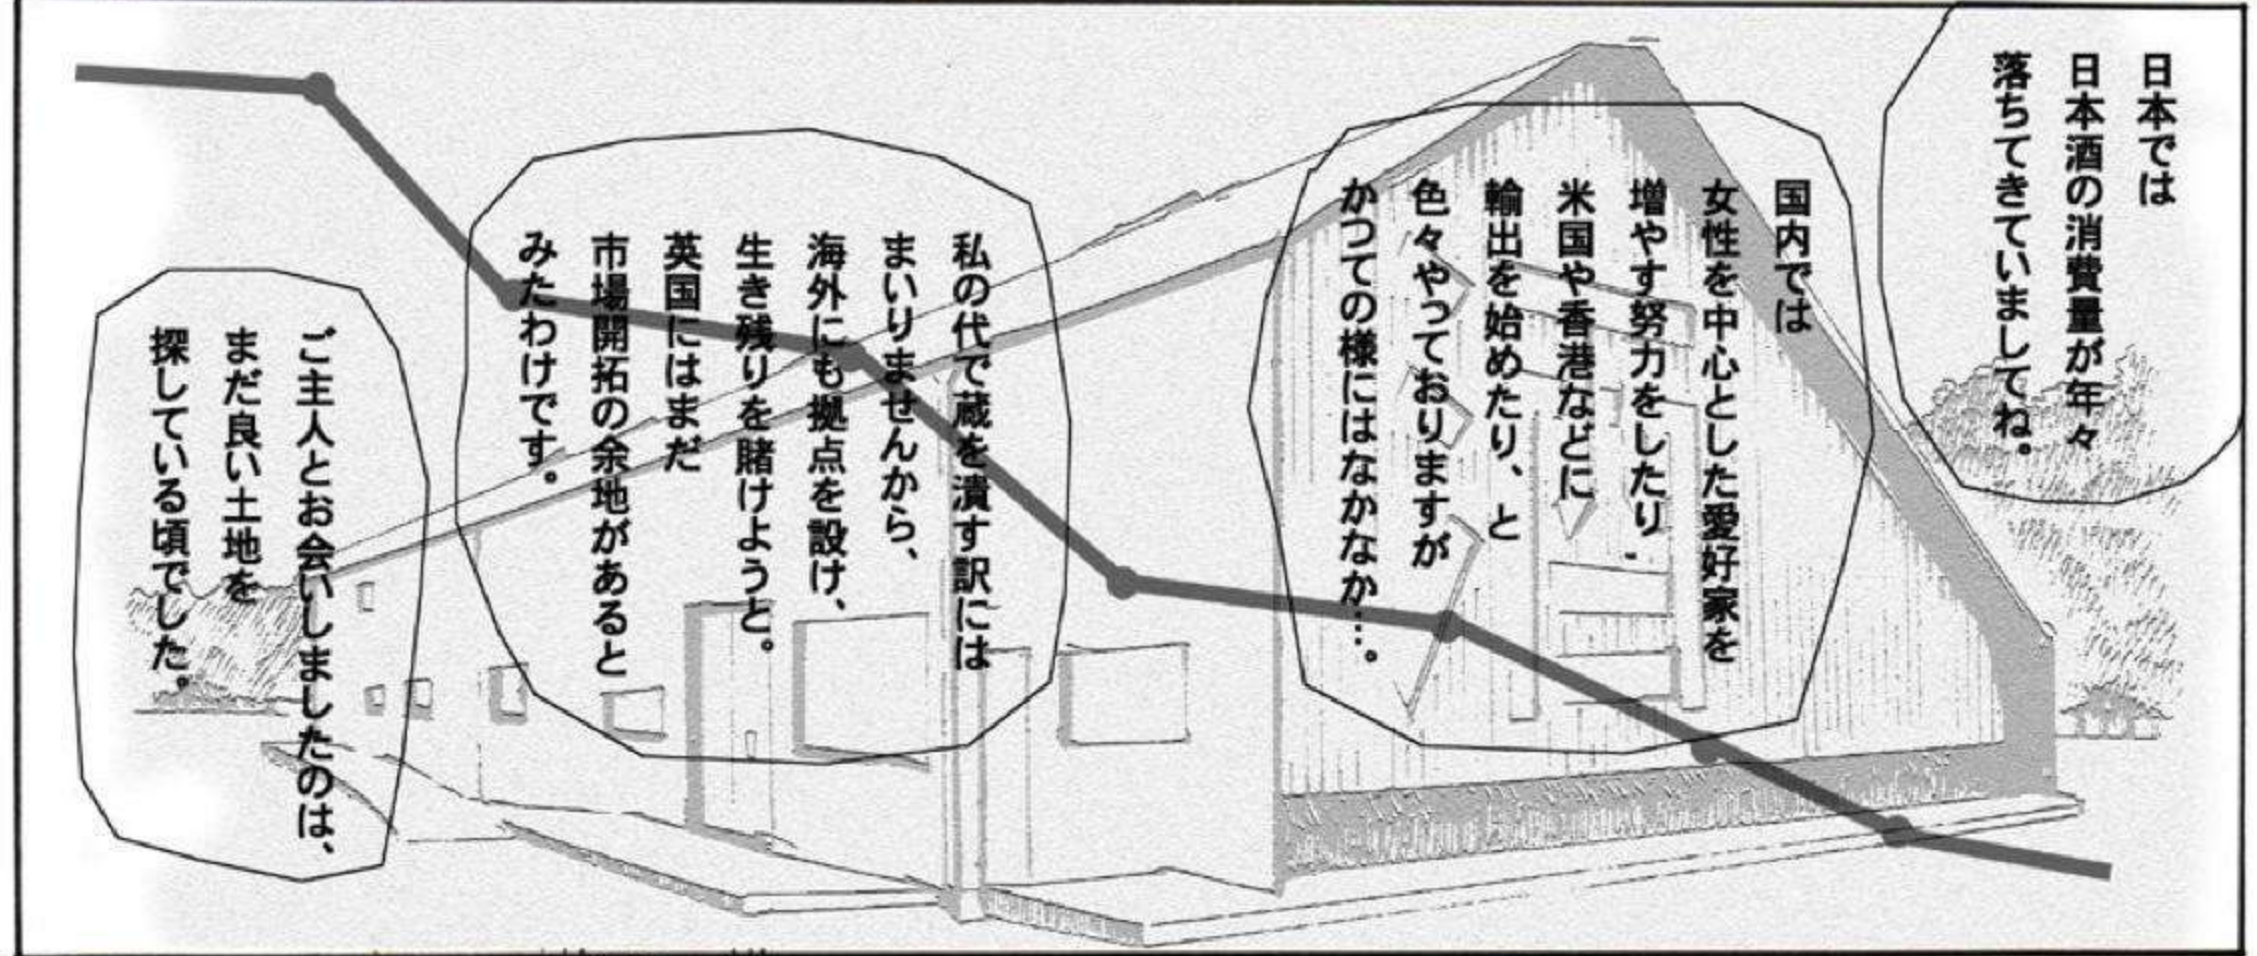 日本では
日本酒の消費量が年々
落ちてきていましてね。
国内では
女性を中心とした愛好家を
増やす努力をしたり、
米国や香港などに
輸出を始めたり、と
色々やっておりますが
かつての様にはなかなか…。
私の代で蔵を潰す訳には
まいりませんから、
海外にも拠点を設け、
生き残りを賭けようと。
英国にはまだ
市場開拓の余地があると
みたわけです。
ご主人とお会いしましたのは、
まだ良い土地を
探している頃でした。